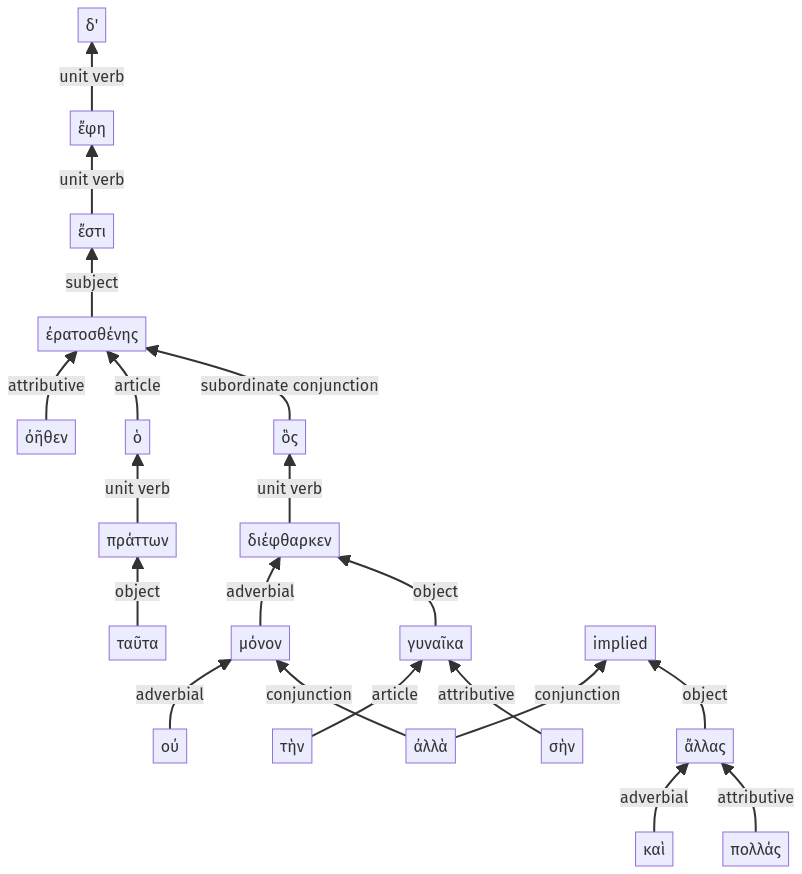 δ'
unit verb
ἔφη
unit verb
ἔστι
subject
ἐρατοσθένης
attributive article subordinate conjunction
ὀῆθεν ὁ ὃς
unit verb unit verb
πράττων διέφθαρκεν
object adverbial object
ταῦτα μόνον γυναῖκα implied
adverbial conjunction article attributive conjunction object
οὐ τὴν ἀλλὰ σὴν ἄλλας
adverbial attributive
καὶ πολλάς